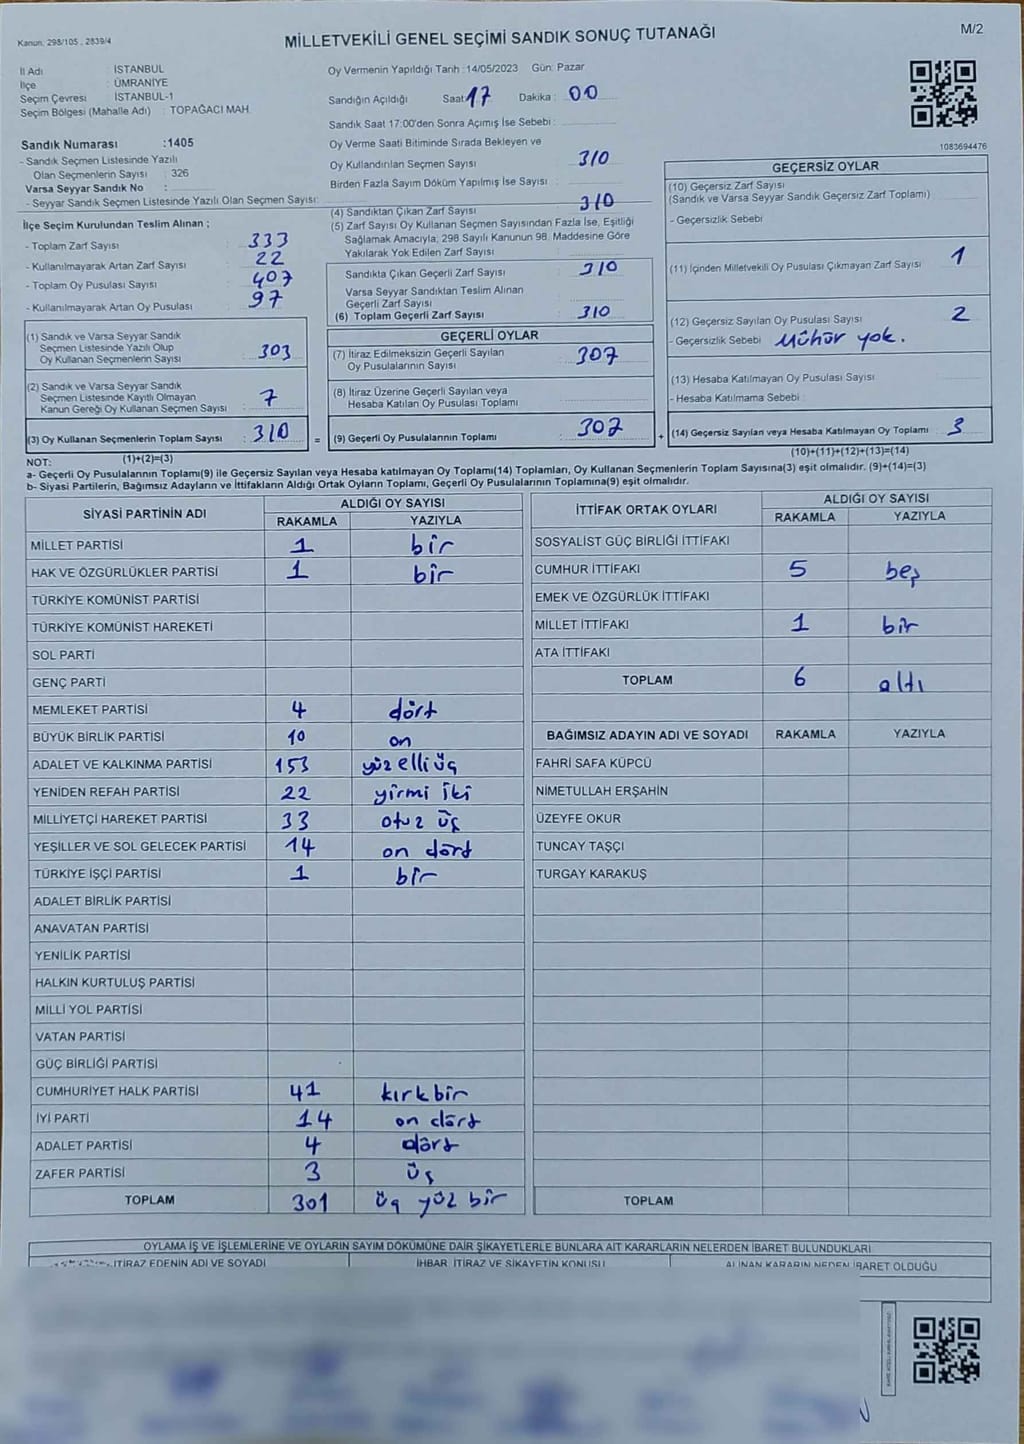 Kanun: 298/105 , 2839/4
MİLLETVEKİLİ GENEL SEÇİMİ SANDIK SONUÇ TUTANAĞI
M/2
İl Adı : İSTANBUL
İlçe : ÜMRANİYE
Seçim Çevresi : İSTANBUL-1
Seçim Bölgesi (Mahalle Adı) : TOPAĞACI MAH.
Sandık Numarası :1405
- Sandık Seçmen Listesinde Yazılı
Olan Seçmenlerin Sayısı : 326
Varsa Seyyar Sandık No :
- Seyyar Sandık Seçmen Listesinde Yazılı Olan Seçmen Sayısı:
Oy Vermenin Yapıldığı Tarih :14/05/2023 Gün: Pazar
Sandığın Açıldığı Saat: 17 Dakika : 00
Sandık Saat 17:00'den Sonra Açımış İse Sebebi :
Oy Verme Saati Bitiminde Sırada Bekleyen ve
Oy Kullandırılan Seçmen Sayısı : 310
Birden Fazla Sayım Döküm Yapılmış İse Sayısı :
1083694476
İlçe Seçim Kurulundan Teslim Alınan ;
- Toplam Zarf Sayısı : 333
- Kullanılmayarak Artan Zarf Sayısı : 22
- Toplam Oy Pusulası Sayısı : 407
- Kullanılmayarak Artan Oy Pusulası : 97
(1) Sandık ve Varsa Seyyar Sandık
Seçmen Listesinde Yazılı Olup
Oy Kullanan Seçmenlerin Sayısı : 303
(2) Sandık ve Varsa Seyyar Sandık
Seçmen Listesinde Kayıtlı Olmayan
Kanun Gereği Oy Kullanan Seçmen Sayısı : 7
(3) Oy Kullanan Seçmenlerin Toplam Sayısı : 310 =
(1)+(2)=(3)
(4) Sandıktan Çıkan Zarf Sayısı : 310
(5) Zarf Sayısı Oy Kullanan Seçmen Sayısından Fazla İse, Eşitliği
Sağlamak Amacıyla, 298 Sayılı Kanunun 98. Maddesine Göre
Yakılarak Yok Edilen Zarf Sayısı :
Sandıkta Çıkan Geçerli Zarf Sayısı : 310
Varsa Seyyar Sandıktan Teslim Alınan
Geçerli Zarf Sayısı :
(6) Toplam Geçerli Zarf Sayısı : 310
GEÇERLİ OYLAR
(7) İtiraz Edilmeksizin Geçerli Sayılan
Oy Pusulalarının Sayısı : 307
(8) İtiraz Üzerine Geçerli Sayılan veya
Hesaba Katılan Oy Pusulası Toplamı :
(9) Geçerli Oy Pusulalarının Toplamı : 307 +
GEÇERSİZ OYLAR
(10) Geçersiz Zarf Sayısı :
(Sandık ve Varsa Seyyar Sandık Geçersiz Zarf Toplamı)
- Geçersizlik Sebebi :
(11) İçinden Milletvekili Oy Pusulası Çıkmayan Zarf Sayısı : 1
(12) Geçersiz Sayılan Oy Pusulası Sayısı : 2
- Geçersizlik Sebebi : Mühür yok.
(13) Hesaba Katılmayan Oy Pusulası Sayısı :
- Hesaba Katılmama Sebebi :
(14) Geçersiz Sayılan veya Hesaba Katılmayan Oy Toplamı : 3
(10)+(11)+(12)+(13)=(14)
NOT:
a- Geçerli Oy Pusulalarının Toplamı(9) ile Geçersiz Sayılan veya Hesaba katılmayan Oy Toplamı(14) Toplamları, Oy Kullanan Seçmenlerin Toplam Sayısına(3) eşit olmalıdır. (9)+(14)=(3)
b- Siyasi Partilerin, Bağımsız Adayların ve İttifakların Aldığı Ortak Oyların Toplamı, Geçerli Oy Pusulalarının Toplamına(9) eşit olmalıdır.
SİYASİ PARTİNİN ADI ALDIĞI OY SAYISI
RAKAMLA YAZIYLA
MİLLET PARTİSİ 1 bir
HAK VE ÖZGÜRLÜKLER PARTİSİ 1 bir
TÜRKİYE KOMÜNİST PARTİSİ
TÜRKİYE KOMÜNİST HAREKETİ
SOL PARTİ
GENÇ PARTİ
MEMLEKET PARTİSİ 4 dört
BÜYÜK BİRLİK PARTİSİ 10 on
ADALET VE KALKINMA PARTİSİ 153 yüz elli üç
YENİDEN REFAH PARTİSİ 22 yirmi iki
MİLLİYETÇİ HAREKET PARTİSİ 33 otuz üç
YEŞİLLER VE SOL GELECEK PARTİSİ 14 on dört
TÜRKİYE İŞÇİ PARTİSİ 1 bir
ADALET BİRLİK PARTİSİ
ANAVATAN PARTİSİ
YENİLİK PARTİSİ
HALKIN KURTULUŞ PARTİSİ
MİLLİ YOL PARTİSİ
VATAN PARTİSİ
GÜÇ BİRLİĞİ PARTİSİ
CUMHURİYET HALK PARTİSİ 41 kırk bir
İYİ PARTİ 14 on dört
ADALET PARTİSİ 4 dört
ZAFER PARTİSİ 3 üç
TOPLAM 301 üç yüz bir
İTTİFAK ORTAK OYLARI ALDIĞI OY SAYISI
RAKAMLA YAZIYLA
SOSYALİST GÜÇ BİRLİĞİ İTTİFAKI
CUMHUR İTTİFAKI 5 beş
EMEK VE ÖZGÜRLÜK İTTİFAKI
MİLLET İTTİFAKI 1 bir
ATA İTTİFAKI
TOPLAM 6 altı
BAĞIMSIZ ADAYIN ADI VE SOYADI RAKAMLA YAZIYLA
FAHRİ SAFA KÜPCÜ
NİMETULLAH ERŞAHİN
ÜZEYFE OKUR
TUNCAY TAŞÇI
TURGAY KARAKUŞ
TOPLAM
OYLAMA İŞ VE İŞLEMLERİNE VE OYLARIN SAYIM DÖKÜMÜNE DAİR ŞİKAYETLERLE BUNLARA AİT KARARLARIN NELERDEN İBARET BULUNDUKLARI
İTİRAZ EDENİN ADI VE SOYADI İHBAR, İTİRAZ VE ŞİKAYETİN KONUSU ALINAN KARARIN NEDEN İBARET OLDUĞU